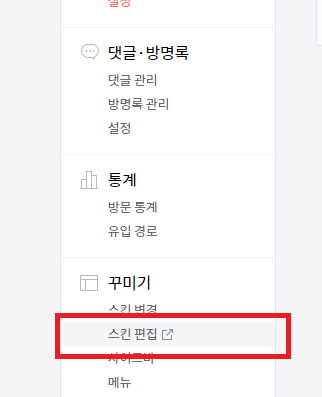 설정
댓글·방명록
댓글 관리
방명록 관리
설정
통계
방문 통계
유입 경로
꾸미기
스킨 변경
스킨 편집
사이드바
메뉴